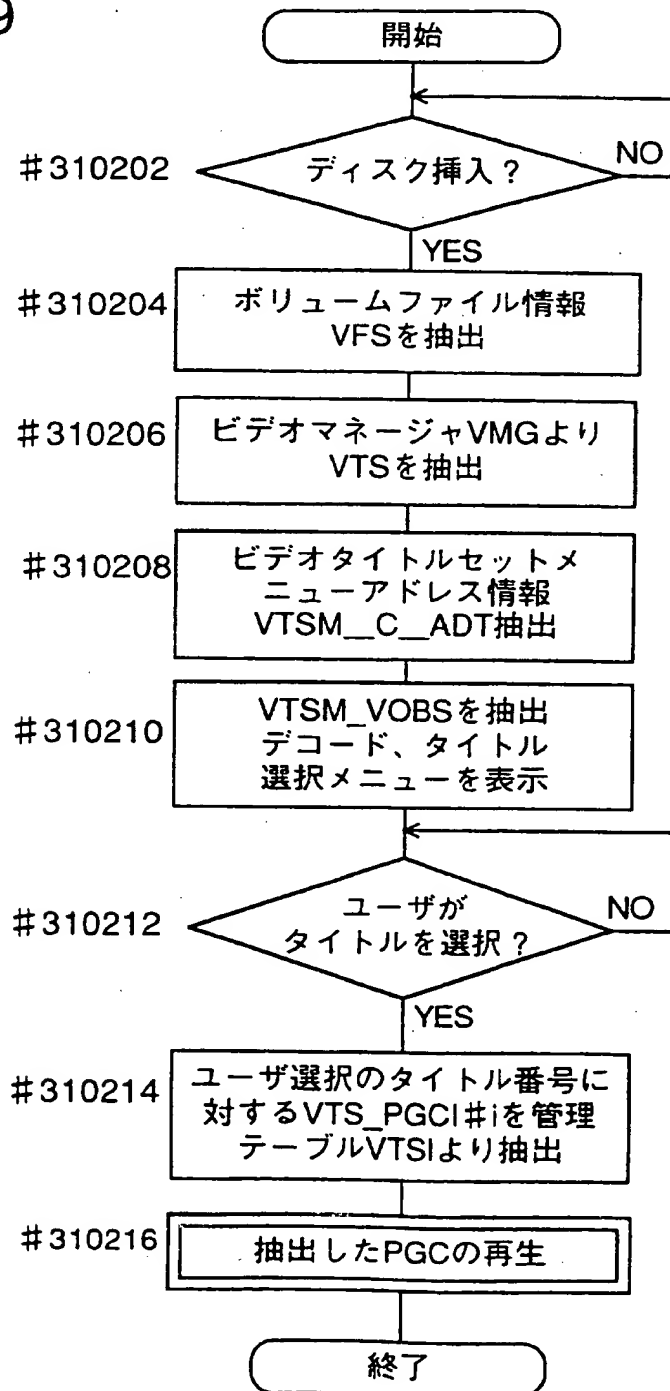 9
開始
#310202
ディスク挿入？
NO
YES
#310204
ボリュームファイル情報
VFSを抽出
#310206
ビデオマネージャVMGより
VTSを抽出
#310208
ビデオタイトルセットメ
ニューアドレス情報
VTSM__C__ADT抽出
#310210
VTSM_VOBSを抽出
デコード、タイトル
選択メニューを表示
#310212
ユーザが
タイトルを選択？
NO
YES
#310214
ユーザ選択のタイトル番号に
対するVTS_PGCI#iを管理
テーブルVTSIより抽出
#310216
抽出したPGCの再生
終了